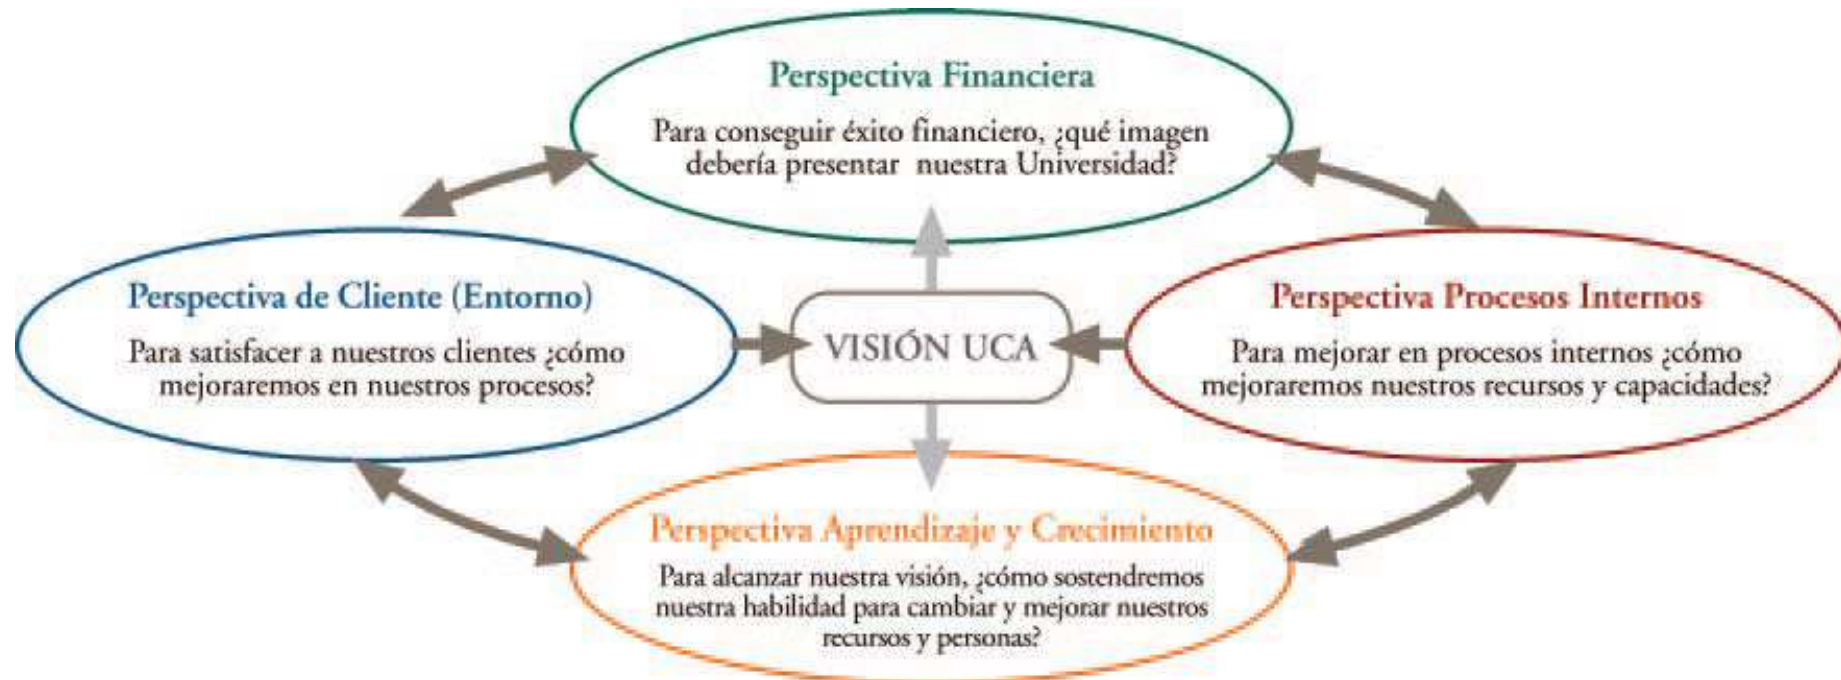 Perspectiva Financiera
Para conseguir éxito financiero, ¿qué imagen
debería presentar nuestra Universidad?
Perspectiva de Cliente (Entorno)
Para satisfacer a nuestros clientes ¿cómo
mejoraremos en nuestros procesos?
VISIÓN UCA
Perspectiva Procesos Internos
Para mejorar en procesos internos ¿cómo
mejoraremos nuestros recursos y capacidades?
Perspectiva Aprendizaje y Crecimiento
Para alcanzar nuestra visión, ¿cómo sostendremos
nuestra habilidad para cambiar y mejorar nuestros
recursos y personas?